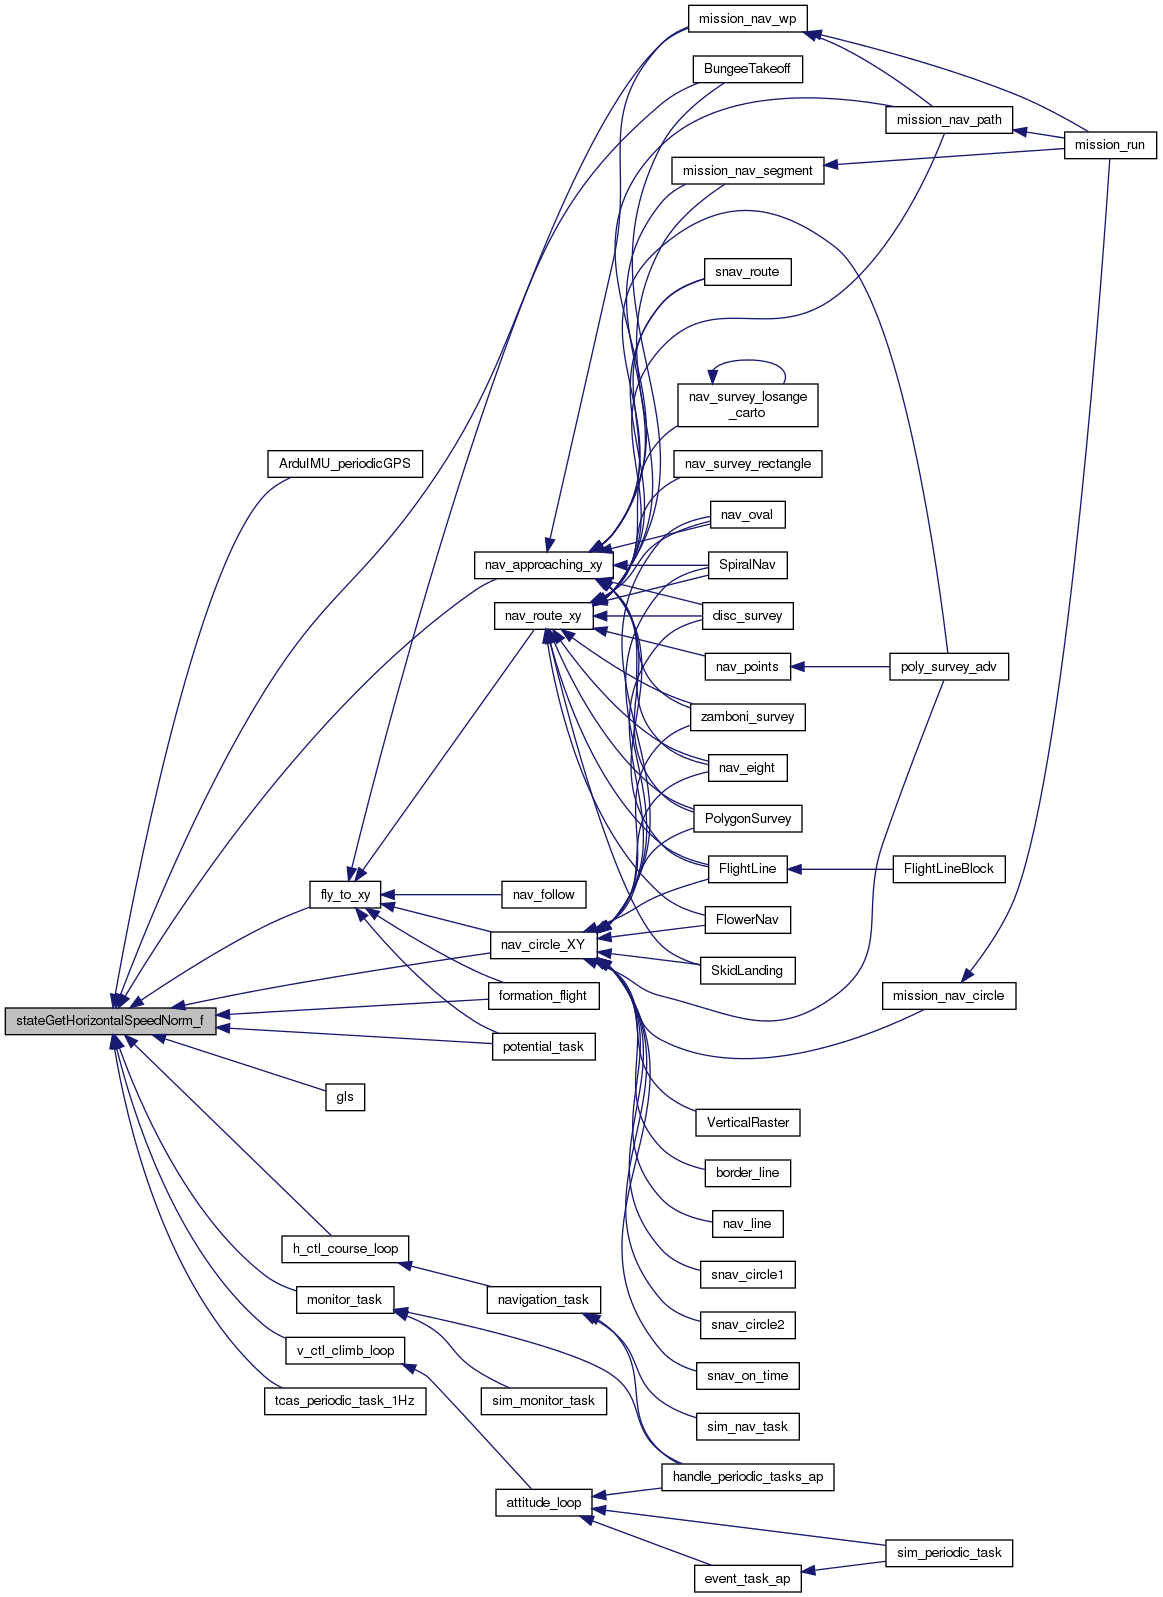 mission_nav_wp
BungeeTakeoff
mission_nav_path
mission_run
mission_nav_segment
snav_route
nav_survey_losange
_carto
ArduIMU_periodicGPS
nav_survey_rectangle
nav_oval
nav_approaching_xy
SpiralNav
nav_route_xy
disc_survey
nav_points
poly_survey_adv
zamboni_survey
nav_eight
PolygonSurvey
FlightLine
FlightLineBlock
fly_to_xy
nav_follow
FlowerNav
nav_circle_XY
SkidLanding
formation_flight
mission_nav_circle
stateGetHorizontalSpeedNorm_f
potential_task
gls
VerticalRaster
border_line
nav_line
h_ctl_course_loop
snav_circle1
monitor_task
navigation_task
snav_circle2
v_ctl_climb_loop
snav_on_time
tcas_periodic_task_1Hz
sim_monitor_task
sim_nav_task
handle_periodic_tasks_ap
attitude_loop
sim_periodic_task
event_task_ap